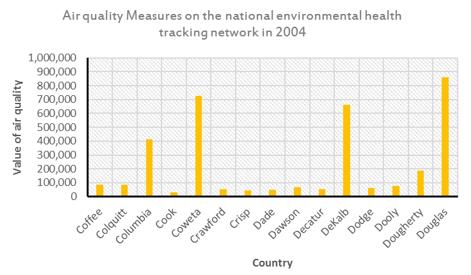 Air quality Measures on the national environmental health
tracking network in 2004
Value of air quality
1,000,000
900,000
800,000
700,000
600,000
500,000
400,000
300,000
200,000
100,000
0
Coffee
Colquitt
Columbia
Cook
Coweta
Crawford
Crisp
Dade
Dawson
Decatur
DeKalb
Dodge
Dooly
Dougherty
Douglas
Country